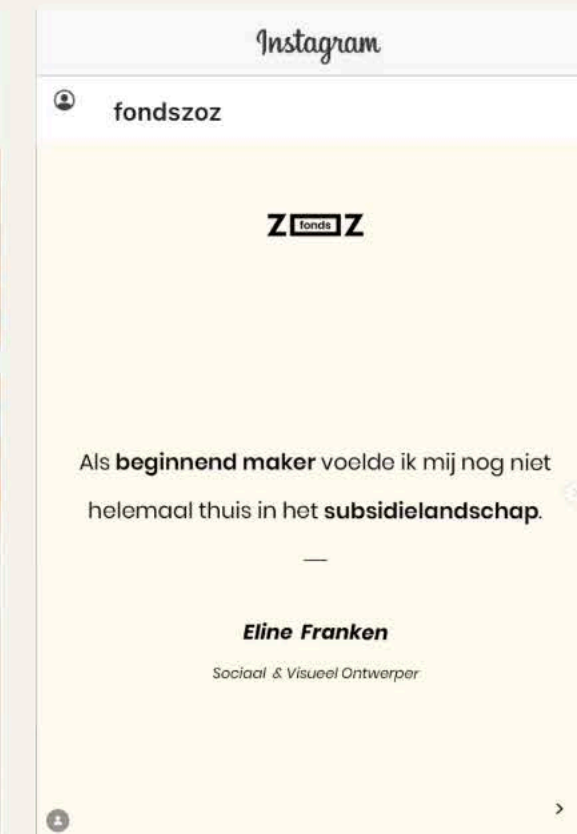 Instagram
fondszoz
Z fonds Z
Als beginnend maker voelde ik mij nog niet
helemaal thuis in het subsidielandschap.
—
Eline Franken
Sociaal & Visueel Ontwerper